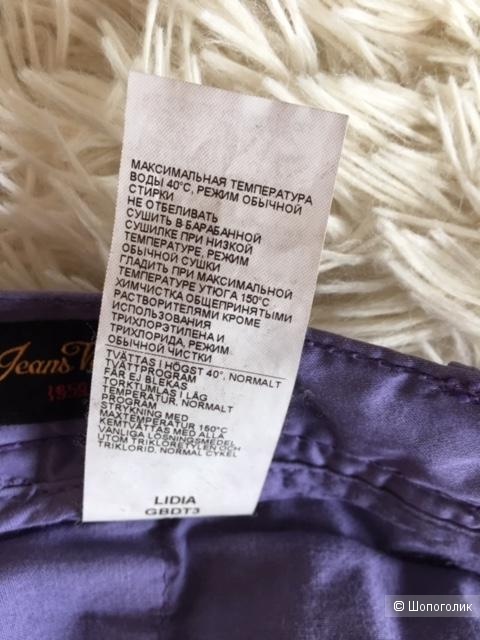 МАКСИМАЛЬНАЯ ТЕМПЕРАТУРА
ВОДЫ 40°C, РЕЖИМ ОБЫЧНОЙ
СТИРКИ
НЕ ОТБЕЛИВАТЬ
СУШИТЬ В БАРАБАННОЙ
СУШИЛКЕ ПРИ НИЗКОЙ
ТЕМПЕРАТУРЕ, РЕЖИМ
ОБЫЧНОЙ СУШКИ
ГЛАДИТЬ ПРИ МАКСИМАЛЬНОЙ
ТЕМПЕРАТУРЕ УТЮГА 150°C
ХИМЧИСТКА ОБЩЕПРИНЯТЫМИ
РАСТВОРИТЕЛЯМИ КРОМЕ
ИСПОЛЬЗОВАНИЯ
ТРИХЛОРЭТИЛЕНА И
ТРИХЛОРИДА, РЕЖИМ
ОБЫЧНОЙ ЧИСТКИ
TVÄTTAS I HÖGST 40°, NORMALT
TVÄTTPROGRAM
FÅR EJ BLEKAS
TORKTUMLAS I LÅG
TEMPERATUR, NORMALT
PROGRAM
STRYKNING MED
MAXTEMPERATUR 150°C
KEMTVÄTTAS MED ALLA
VANLIGA LÖSNINGSMEDEL
UTOM TRIKLORETYLEN OCH
TRIKLORID, NORMAL CYKEL
LIDIA
GBDT3
Jeans
© Шопоголик